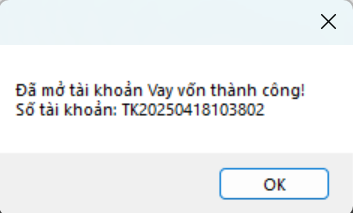 Đã mở tài khoản Vay vốn thành công!
Số tài khoản: TK20250418103802
OK